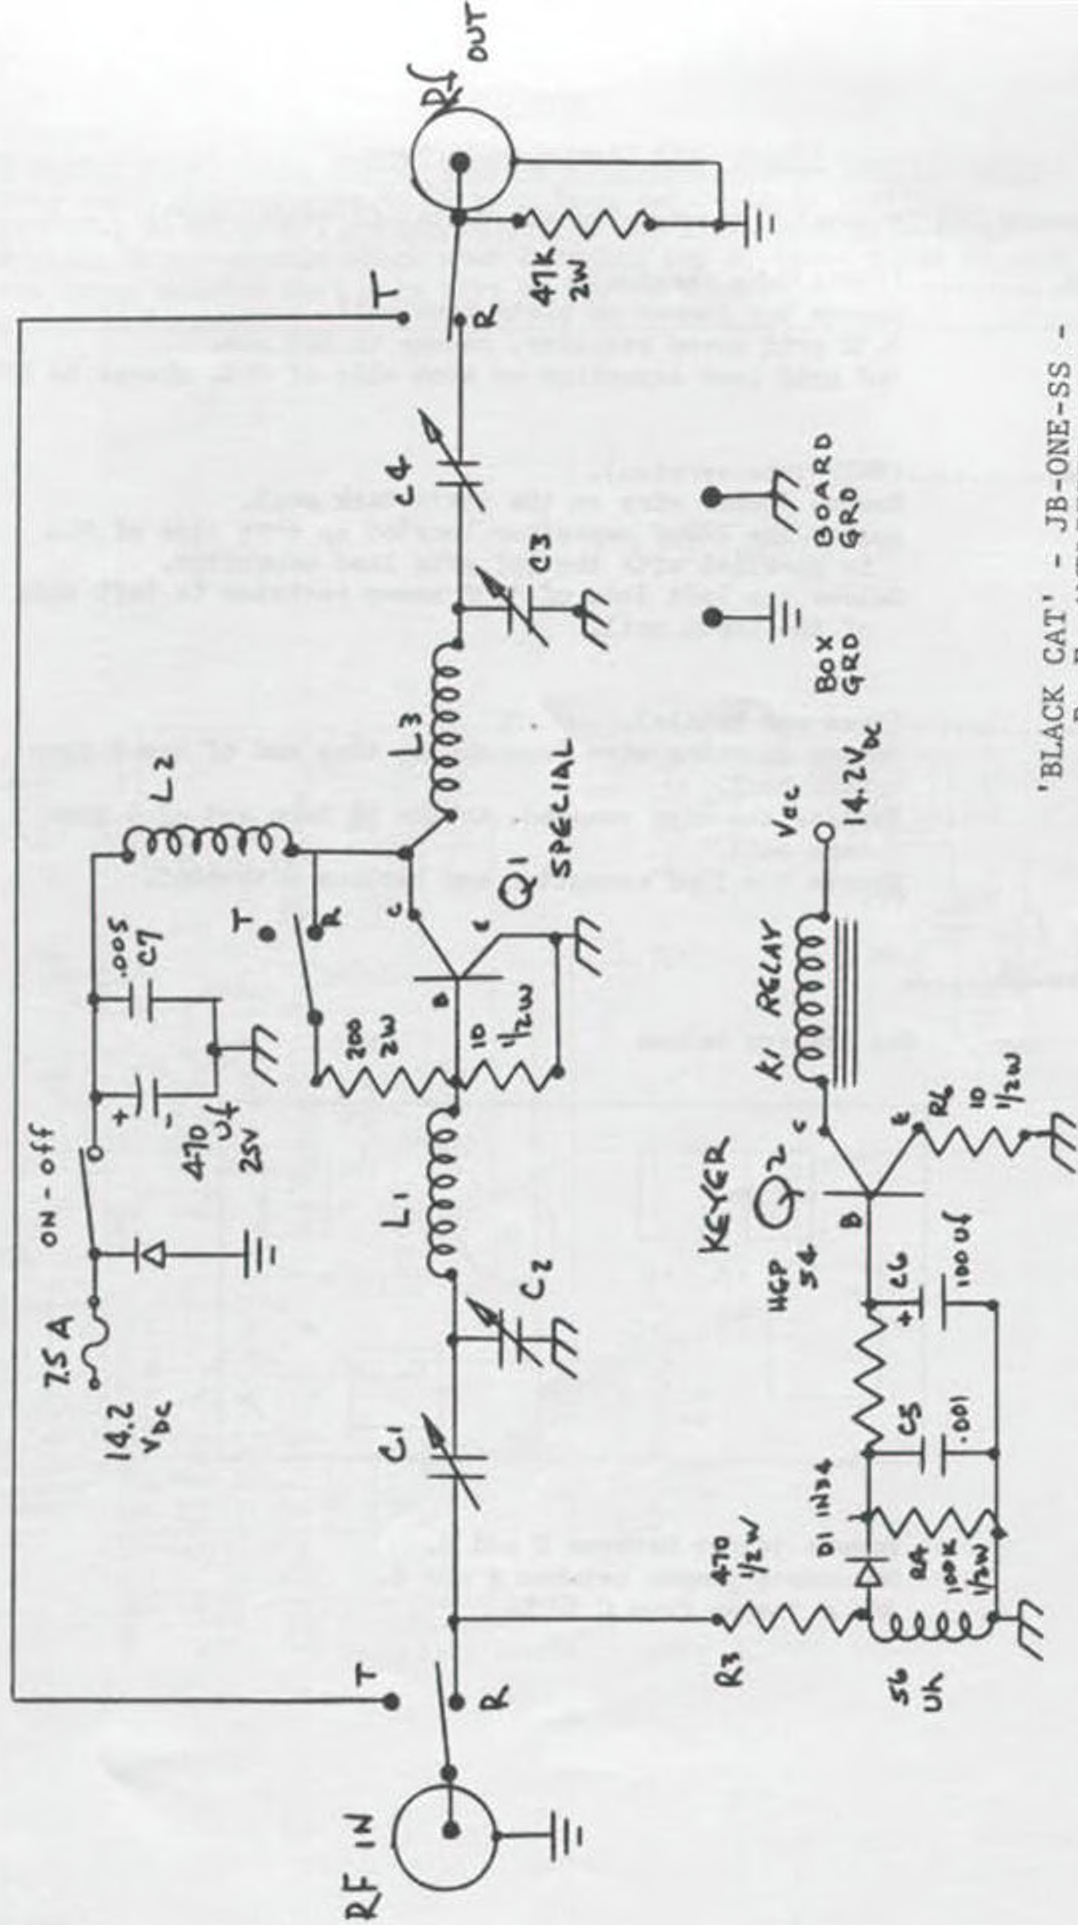 RF IN
T
R
14.2
VDC
7.5 A
ON-Off
470
uf
25V
+
-
.005
C7
L2
T
R
C1
C2
L1
200
2W
10
1/2W
B
C
E
Q1
SPECIAL
L3
C3
C4
T
R
47K
2W
Rf
OUT
R3
470
1/2W
56
Uh
D1 1N34
R4
100K
1/2W
C5
.001
+
C6
100Uf
KEYER
Q2
HEP
54
B
C
E
R6
10
1/2W
K1 RELAY
Vcc
14.2VDC
BOX
GRD
BOARD
GRD
'BLACK CAT' - JB-ONE-SS -